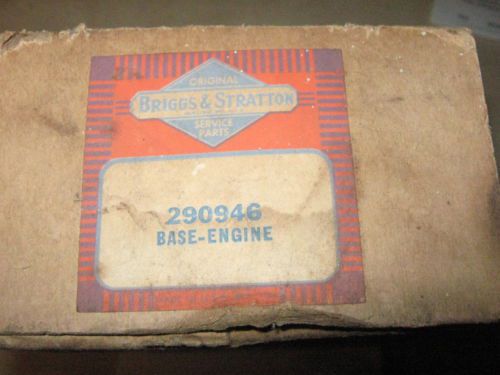 ORIGINAL
BRIGGS & STRATTON
SERVICE
PARTS
290946
BASE-ENGINE